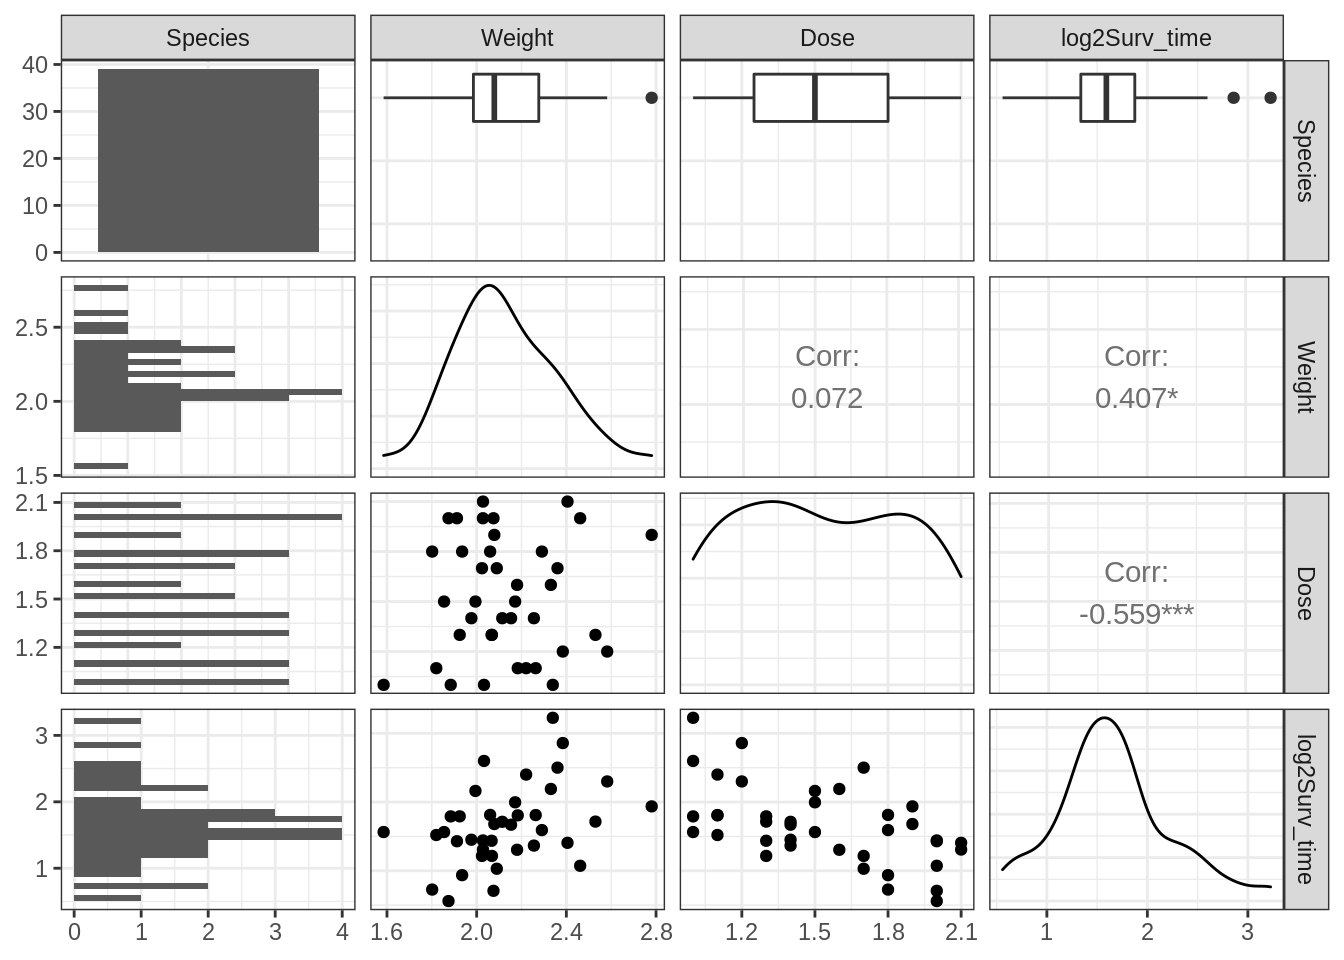 Species Weight Dose log2Surv_time
40
30
20
10
0
Species
2.5
2.0
1.5
Corr:
0.072
Corr:
0.407*
Weight
2.1
1.8
1.5
1.2
Corr:
-0.559***
Dose
3
2
1
log2Surv_time
0 1 2 3 4 1.6 2.0 2.4 2.8 1.2 1.5 1.8 2.1 1 2 3